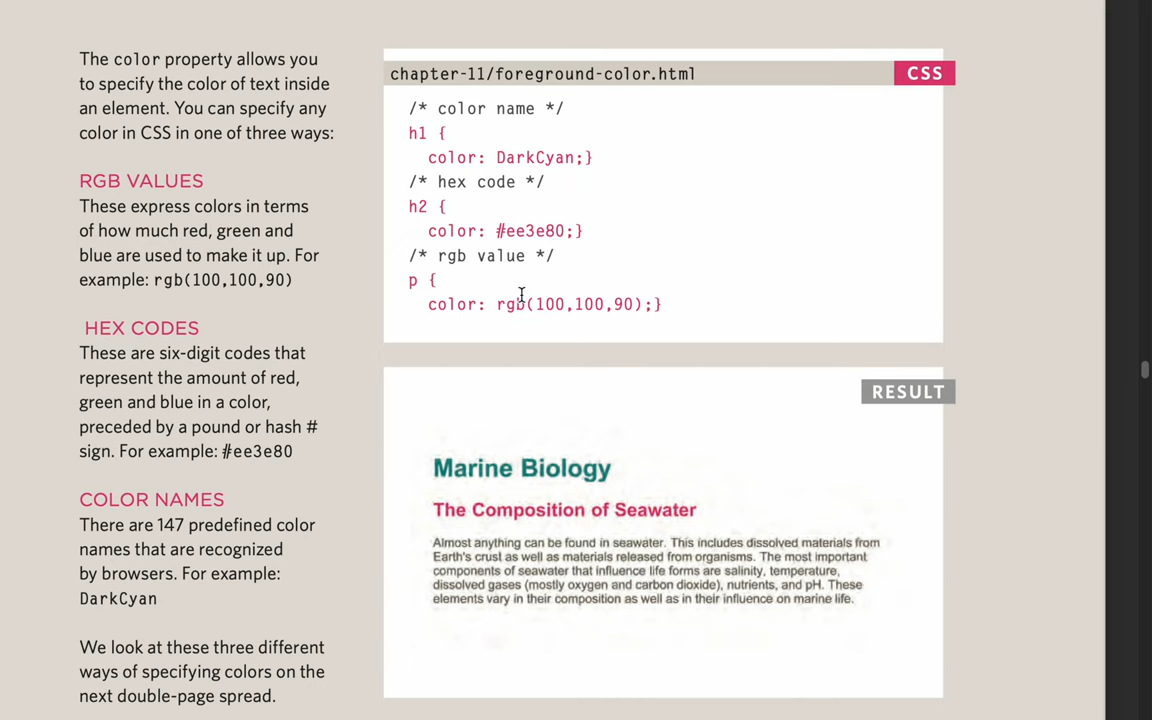 The color property allows you
to specify the color of text inside
an element. You can specify any
color in CSS in one of three ways:
RGB VALUES
These express colors in terms
of how much red, green and
blue are used to make it up. For
example: rgb(100,100,90)
HEX CODES
These are six-digit codes that
represent the amount of red,
green and blue in a color,
preceded by a pound or hash #
sign. For example: #ee3e80
COLOR NAMES
There are 147 predefined color
names that are recognized
by browsers. For example:
DarkCyan
We look at these three different
ways of specifying colors on the
next double-page spread.
chapter-11/foreground-color.html
CSS
/* color name */
h1 {
color: DarkCyan;}
/* hex code */
h2 {
color: #ee3e80;}
/* rgb value */
p {
color: rgb(100,100,90);}
RESULT
Marine Biology
The Composition of Seawater
Almost anything can be found in seawater. This includes dissolved materials from
Earth's crust as well as materials released from organisms. The most important
components of seawater that influence life forms are salinity, temperature,
dissolved gases (mostly oxygen and carbon dioxide), nutrients, and pH. These
elements vary in their composition as well as in their influence on marine life.